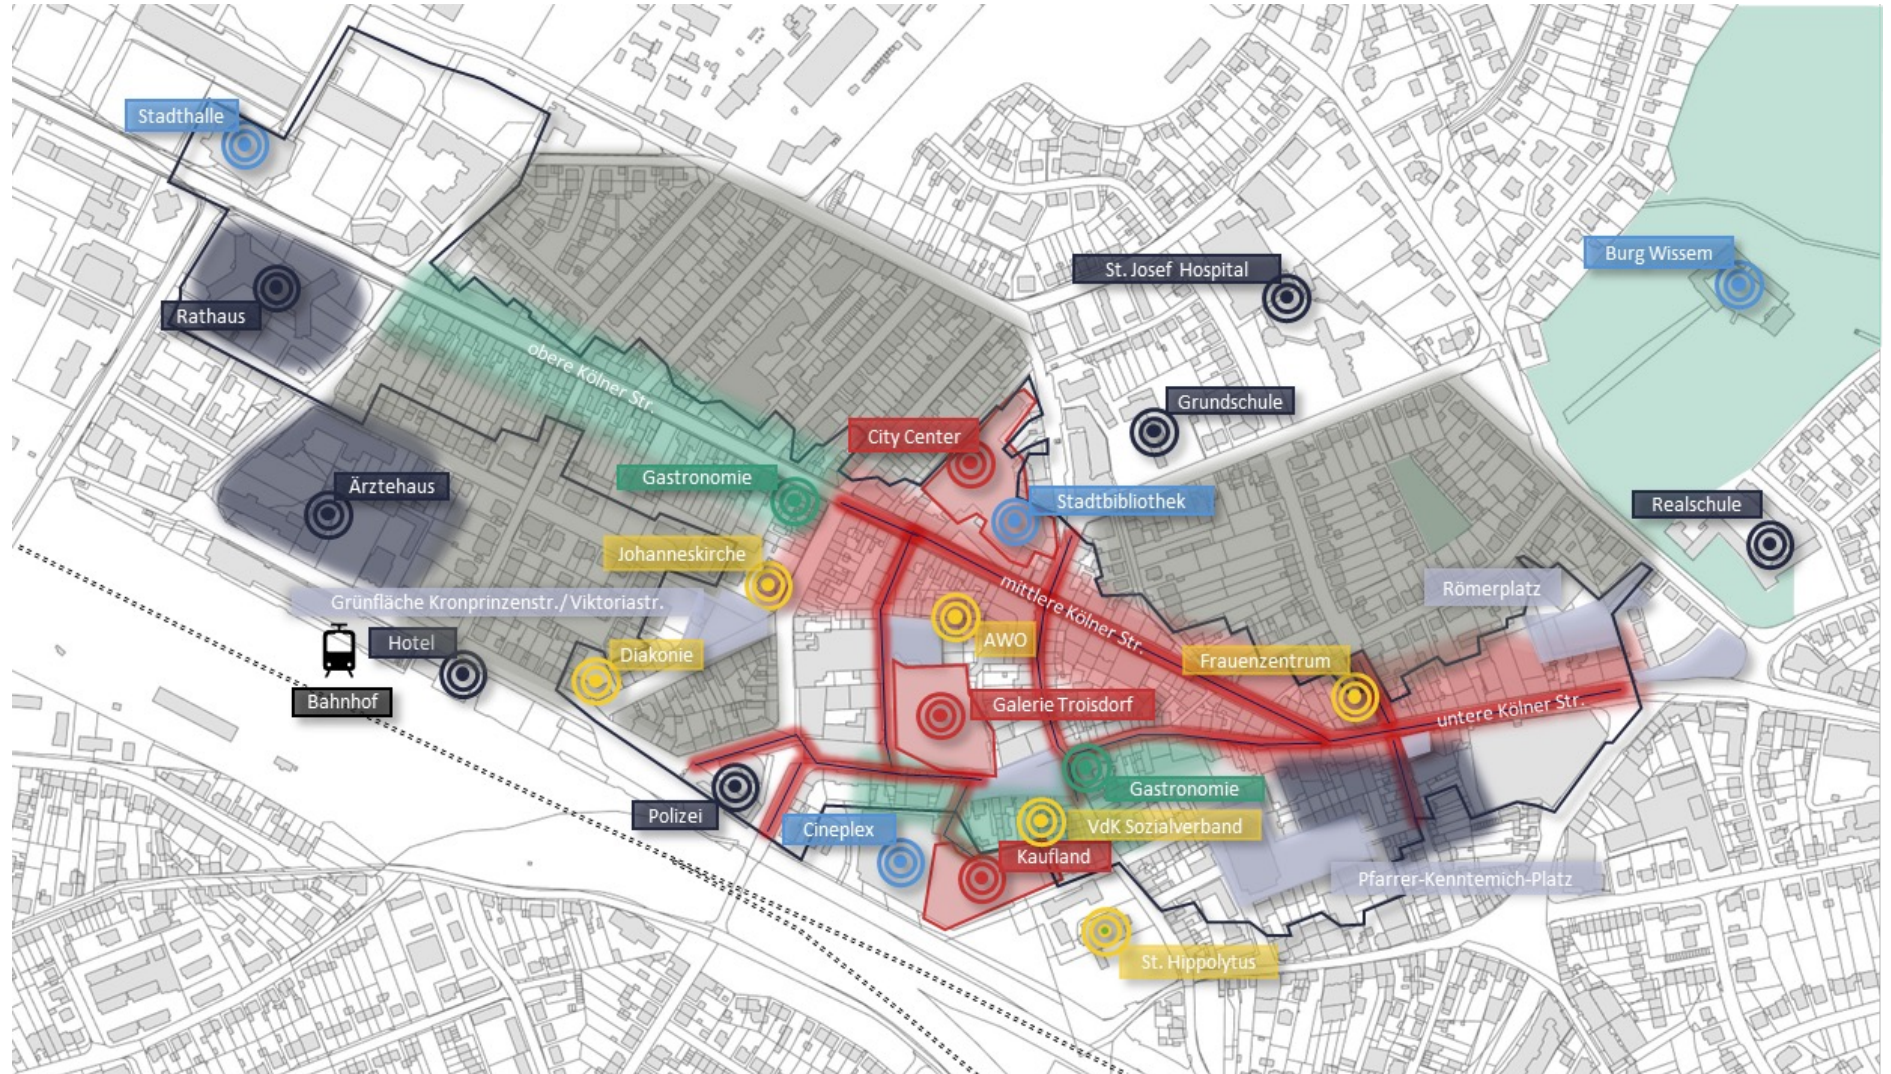 Stadthalle
Burg Wissem
St. Josef Hospital
Rathaus
obere Kölner Str.
Grundschule
City Center
Gastronomie
Ärztehaus
Stadtbibliothek
Realschule
Johanneskirche
Römerplatz
Grünfläche Kronprinzenstr./Viktoriastr.
mittlere Kölner Str.
AWO
Hotel
Diakonie
Frauenzentrum
Bahnhof
Galerie Troisdorf
untere Kölner Str.
Gastronomie
Polizei
Cineplex
VdK Sozialverband
Kaufland
Pfarrer-Kenntemich-Platz
St. Hippolytus